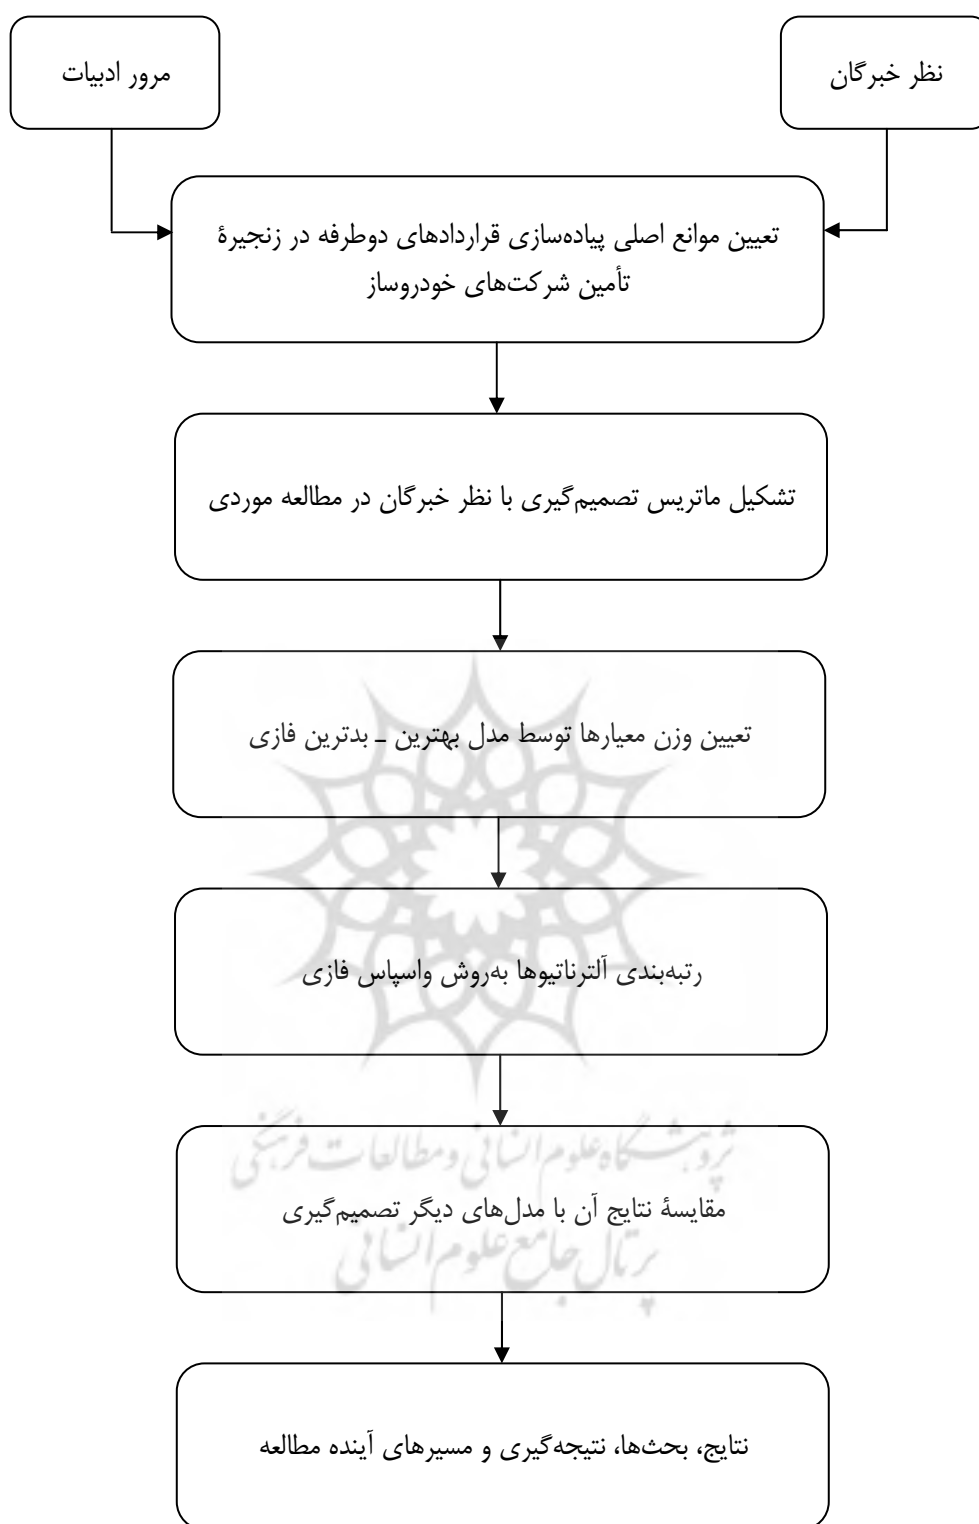 نظر خبرگان
مرور ادبیات
تعیین موانع اصلی پیاده‌سازی قراردادهای دوطرفه در زنجیرهٔ
تأمین شرکت‌های خودروساز
تشکیل ماتریس تصمیم‌گیری با نظر خبرگان در مطالعه موردی
تعیین وزن معیارها توسط مدل بهترین ـ بدترین فازی
رتبه‌بندی آلترناتیوها به‌روش واسپاس فازی
پژوهشگاه علوم انسانی و مطالعات فرهنگی
مقایسهٔ نتایج آن با مدل‌های دیگر تصمیم‌گیری
پرتال جامع علوم انسانی
نتایج، بحث‌ها، نتیجه‌گیری و مسیرهای آینده مطالعه